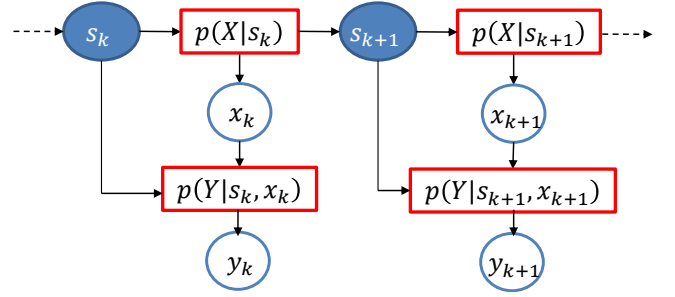 s_k p(X|s_k) s_{k+1} p(X|s_{k+1})
x_k x_{k+1}
p(Y|s_k, x_k) p(Y|s_{k+1}, x_{k+1})
y_k y_{k+1}